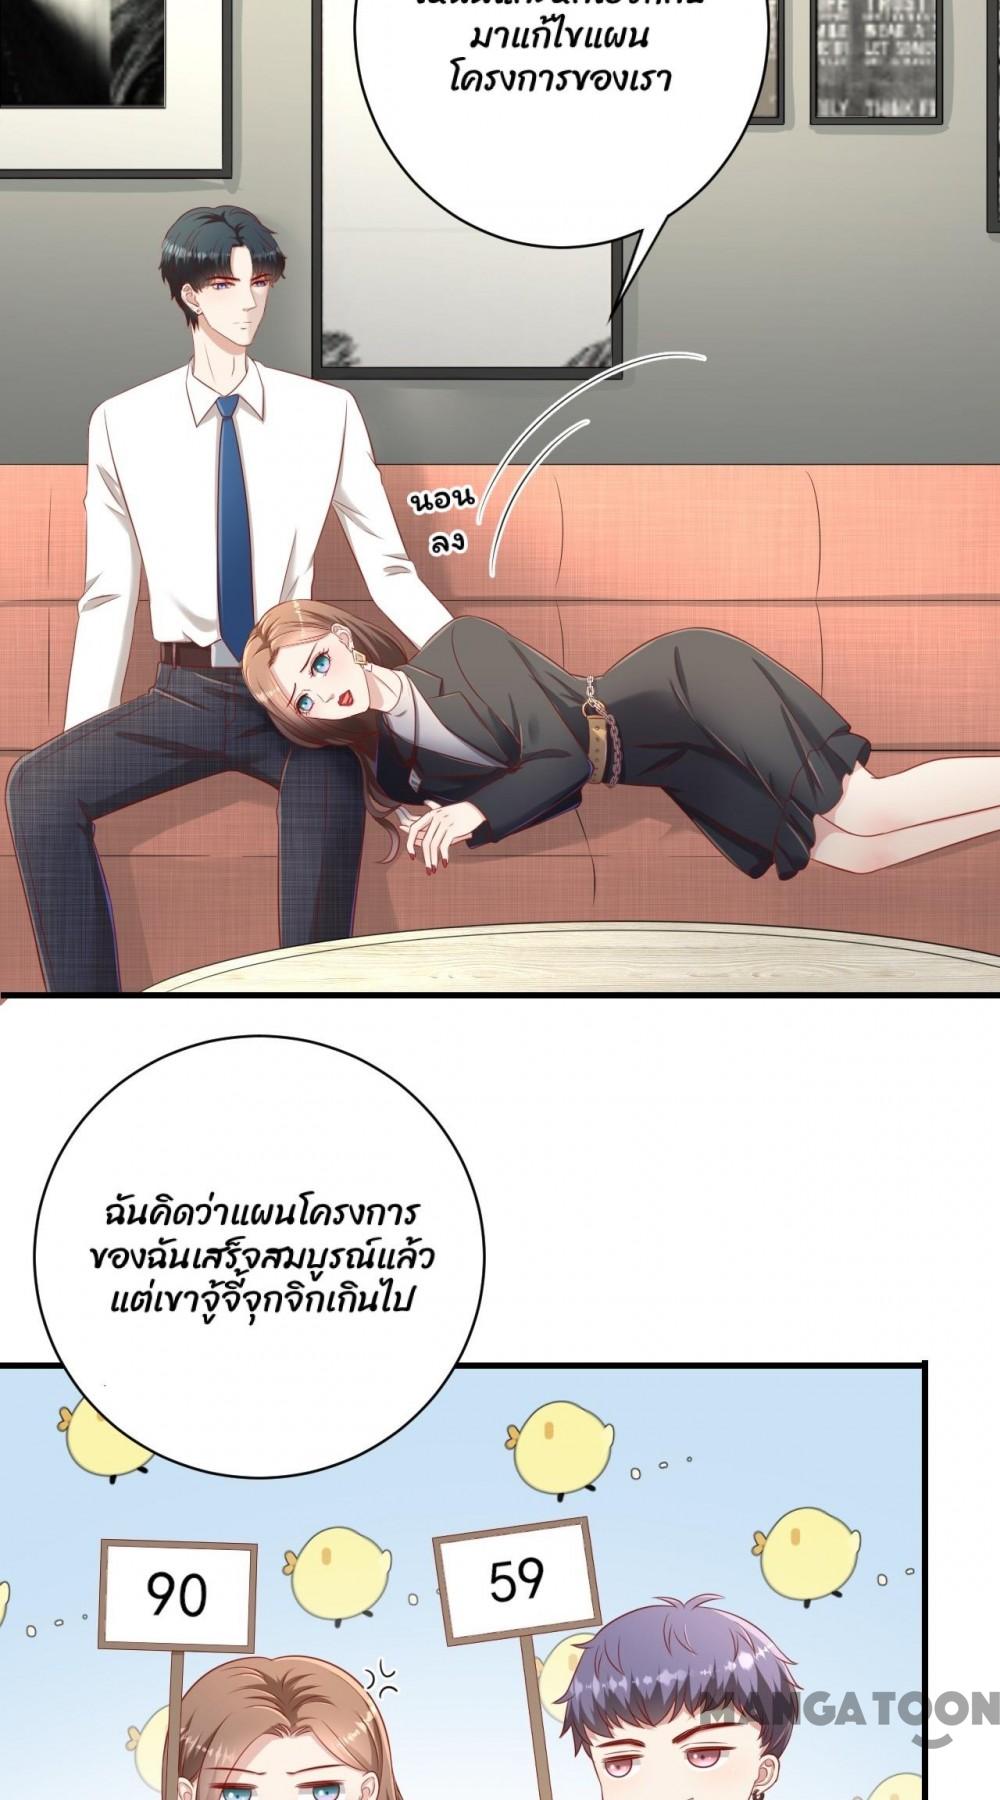 มาแก้ไขแผน
โครงการของเรา
LET
THINK
นอน
ลง
ฉันคิดว่าแผนโครงการ
ของฉันเสร็จสมบูรณ์แล้ว
แต่เขาจู้จี้จุกจิกเกินไป
90
59
MANGATOON